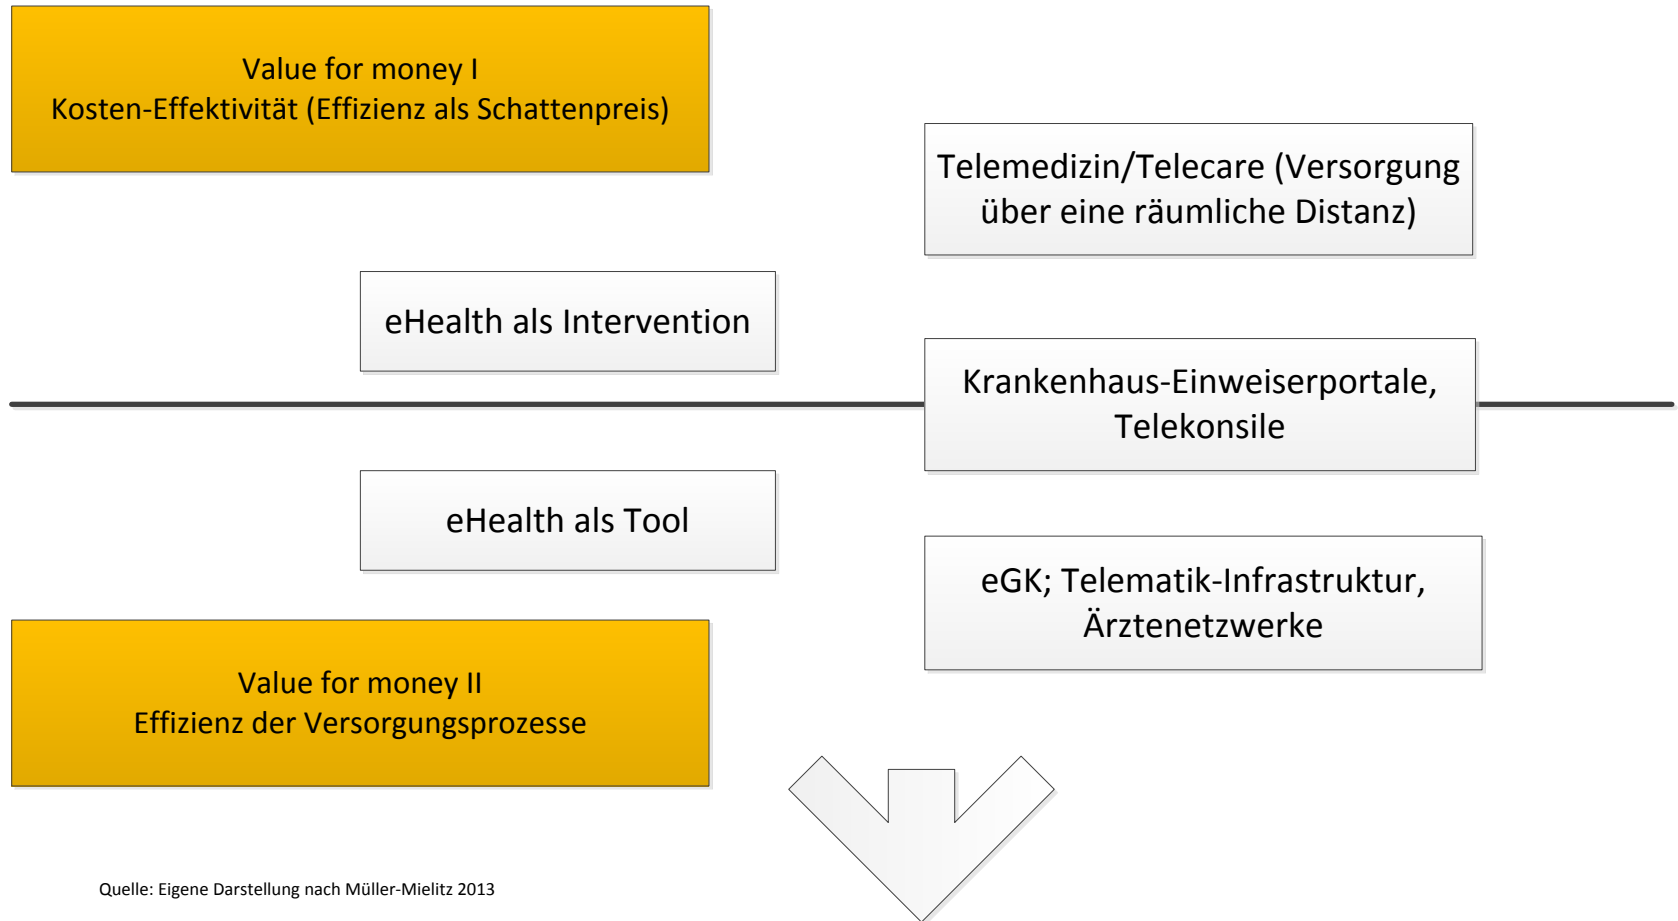 Value for money I
Kosten-Effektivität (Effizienz als Schattenpreis)
Telemedizin/Telecare (Versorgung
über eine räumliche Distanz)
eHealth als Intervention
Krankenhaus-Einweiserportale,
Telekonsile
eHealth als Tool
eGK; Telematik-Infrastruktur,
Ärztenetzwerke
Value for money II
Effizienz der Versorgungsprozesse
Quelle: Eigene Darstellung nach Müller-Mielitz 2013